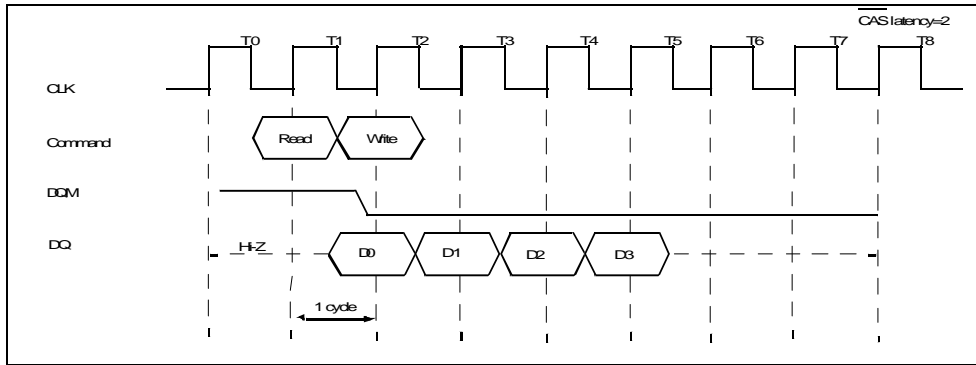 CAS latency=2
T0 T1 T2 T3 T4 T5 T6 T7 T8
CLK
Command Read Write
DQM
DQ Hi-Z D0 D1 D2 D3
1 cycle